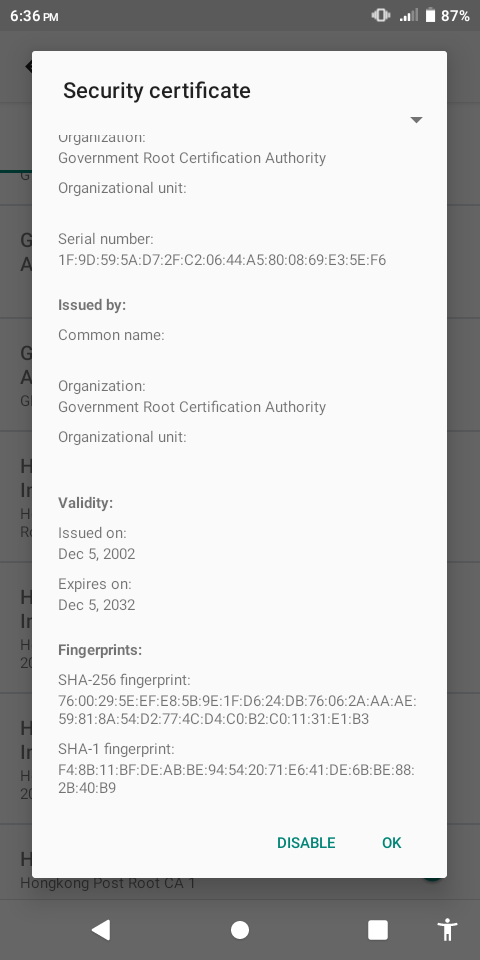 6:36 PM
87%
Security certificate
Organization:
Government Root Certification Authority
Organizational unit:
Serial number:
1F:9D:59:5A:D7:2F:C2:06:44:A5:80:08:69:E3:5E:F6
Issued by:
Common name:
Organization:
Government Root Certification Authority
Organizational unit:
Validity:
Issued on:
Dec 5, 2002
Expires on:
Dec 5, 2032
Fingerprints:
SHA-256 fingerprint:
76:00:29:5E:EF:E8:5B:9E:1F:D6:24:DB:76:06:2A:AA:AE:
59:81:8A:54:D2:77:4C:D4:C0:B2:C0:11:31:E1:B3
SHA-1 fingerprint:
F4:8B:11:BF:DE:AB:BE:94:54:20:71:E6:41:DE:6B:BE:88:
2B:40:B9
DISABLE
OK
Hongkong Post Root CA 1